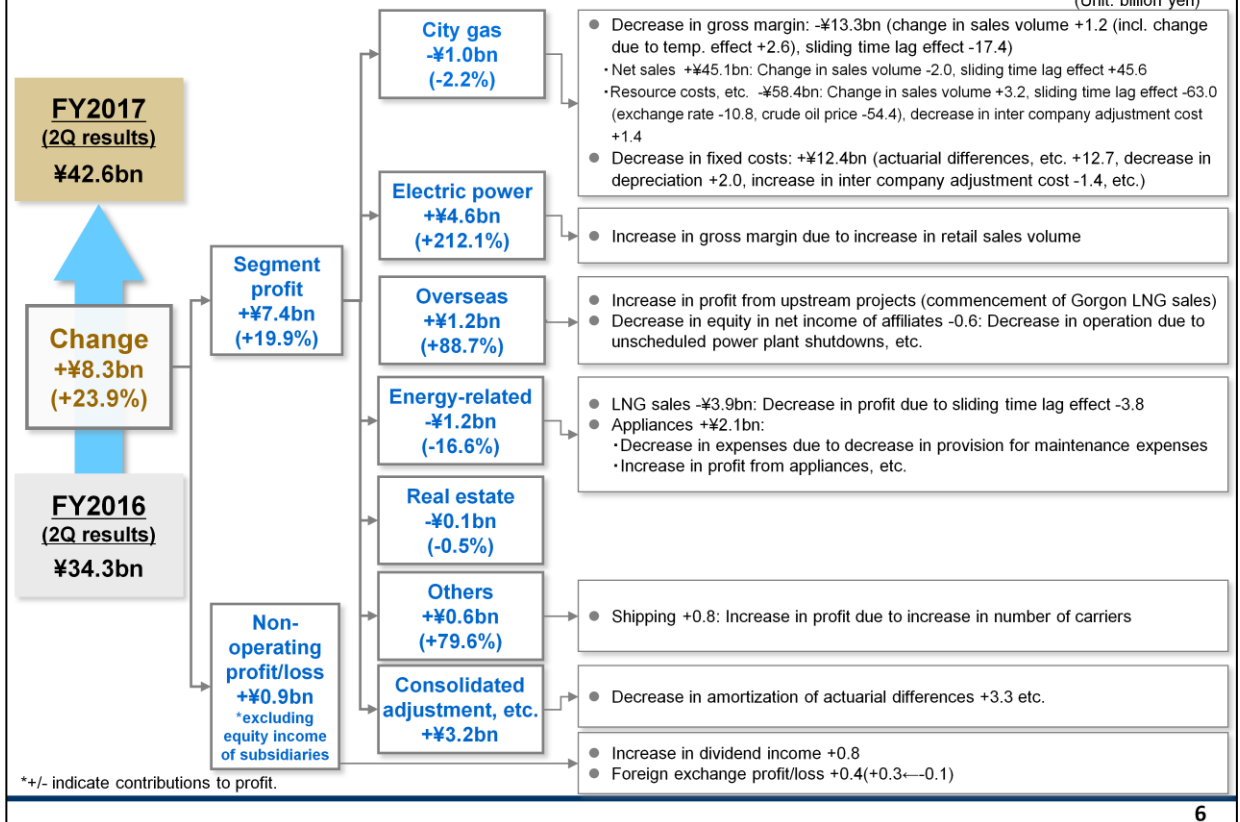 (Unit: billion yen)
FY2017
(2Q results)
¥42.6bn
Change
+¥8.3bn
(+23.9%)
FY2016
(2Q results)
¥34.3bn
Segment
profit
+¥7.4bn
(+19.9%)
Non-
operating
profit/loss
+¥0.9bn
*excluding
equity income
of subsidiaries
City gas
-¥1.0bn
(-2.2%)
● Decrease in gross margin: -¥13.3bn (change in sales volume +1.2 (incl. change
due to temp. effect +2.6), sliding time lag effect -17.4)
・Net sales +¥45.1bn: Change in sales volume -2.0, sliding time lag effect +45.6
・Resource costs, etc. -¥58.4bn: Change in sales volume +3.2, sliding time lag effect -63.0
(exchange rate -10.8, crude oil price -54.4), decrease in inter company adjustment cost
+1.4
● Decrease in fixed costs: +¥12.4bn (actuarial differences, etc. +12.7, decrease in
depreciation +2.0, increase in inter company adjustment cost -1.4, etc.)
Electric power
+¥4.6bn
(+212.1%)
● Increase in gross margin due to increase in retail sales volume
Overseas
+¥1.2bn
(+88.7%)
● Increase in profit from upstream projects (commencement of Gorgon LNG sales)
● Decrease in equity in net income of affiliates -0.6: Decrease in operation due to
unscheduled power plant shutdowns, etc.
Energy-related
-¥1.2bn
(-16.6%)
● LNG sales -¥3.9bn: Decrease in profit due to sliding time lag effect -3.8
● Appliances +¥2.1bn:
・Decrease in expenses due to decrease in provision for maintenance expenses
・Increase in profit from appliances, etc.
Real estate
-¥0.1bn
(-0.5%)
Others
+¥0.6bn
(+79.6%)
● Shipping +0.8: Increase in profit due to increase in number of carriers
Consolidated
adjustment, etc.
+¥3.2bn
● Decrease in amortization of actuarial differences +3.3 etc.
● Increase in dividend income +0.8
● Foreign exchange profit/loss +0.4(+0.3←-0.1)
*+/- indicate contributions to profit.
6